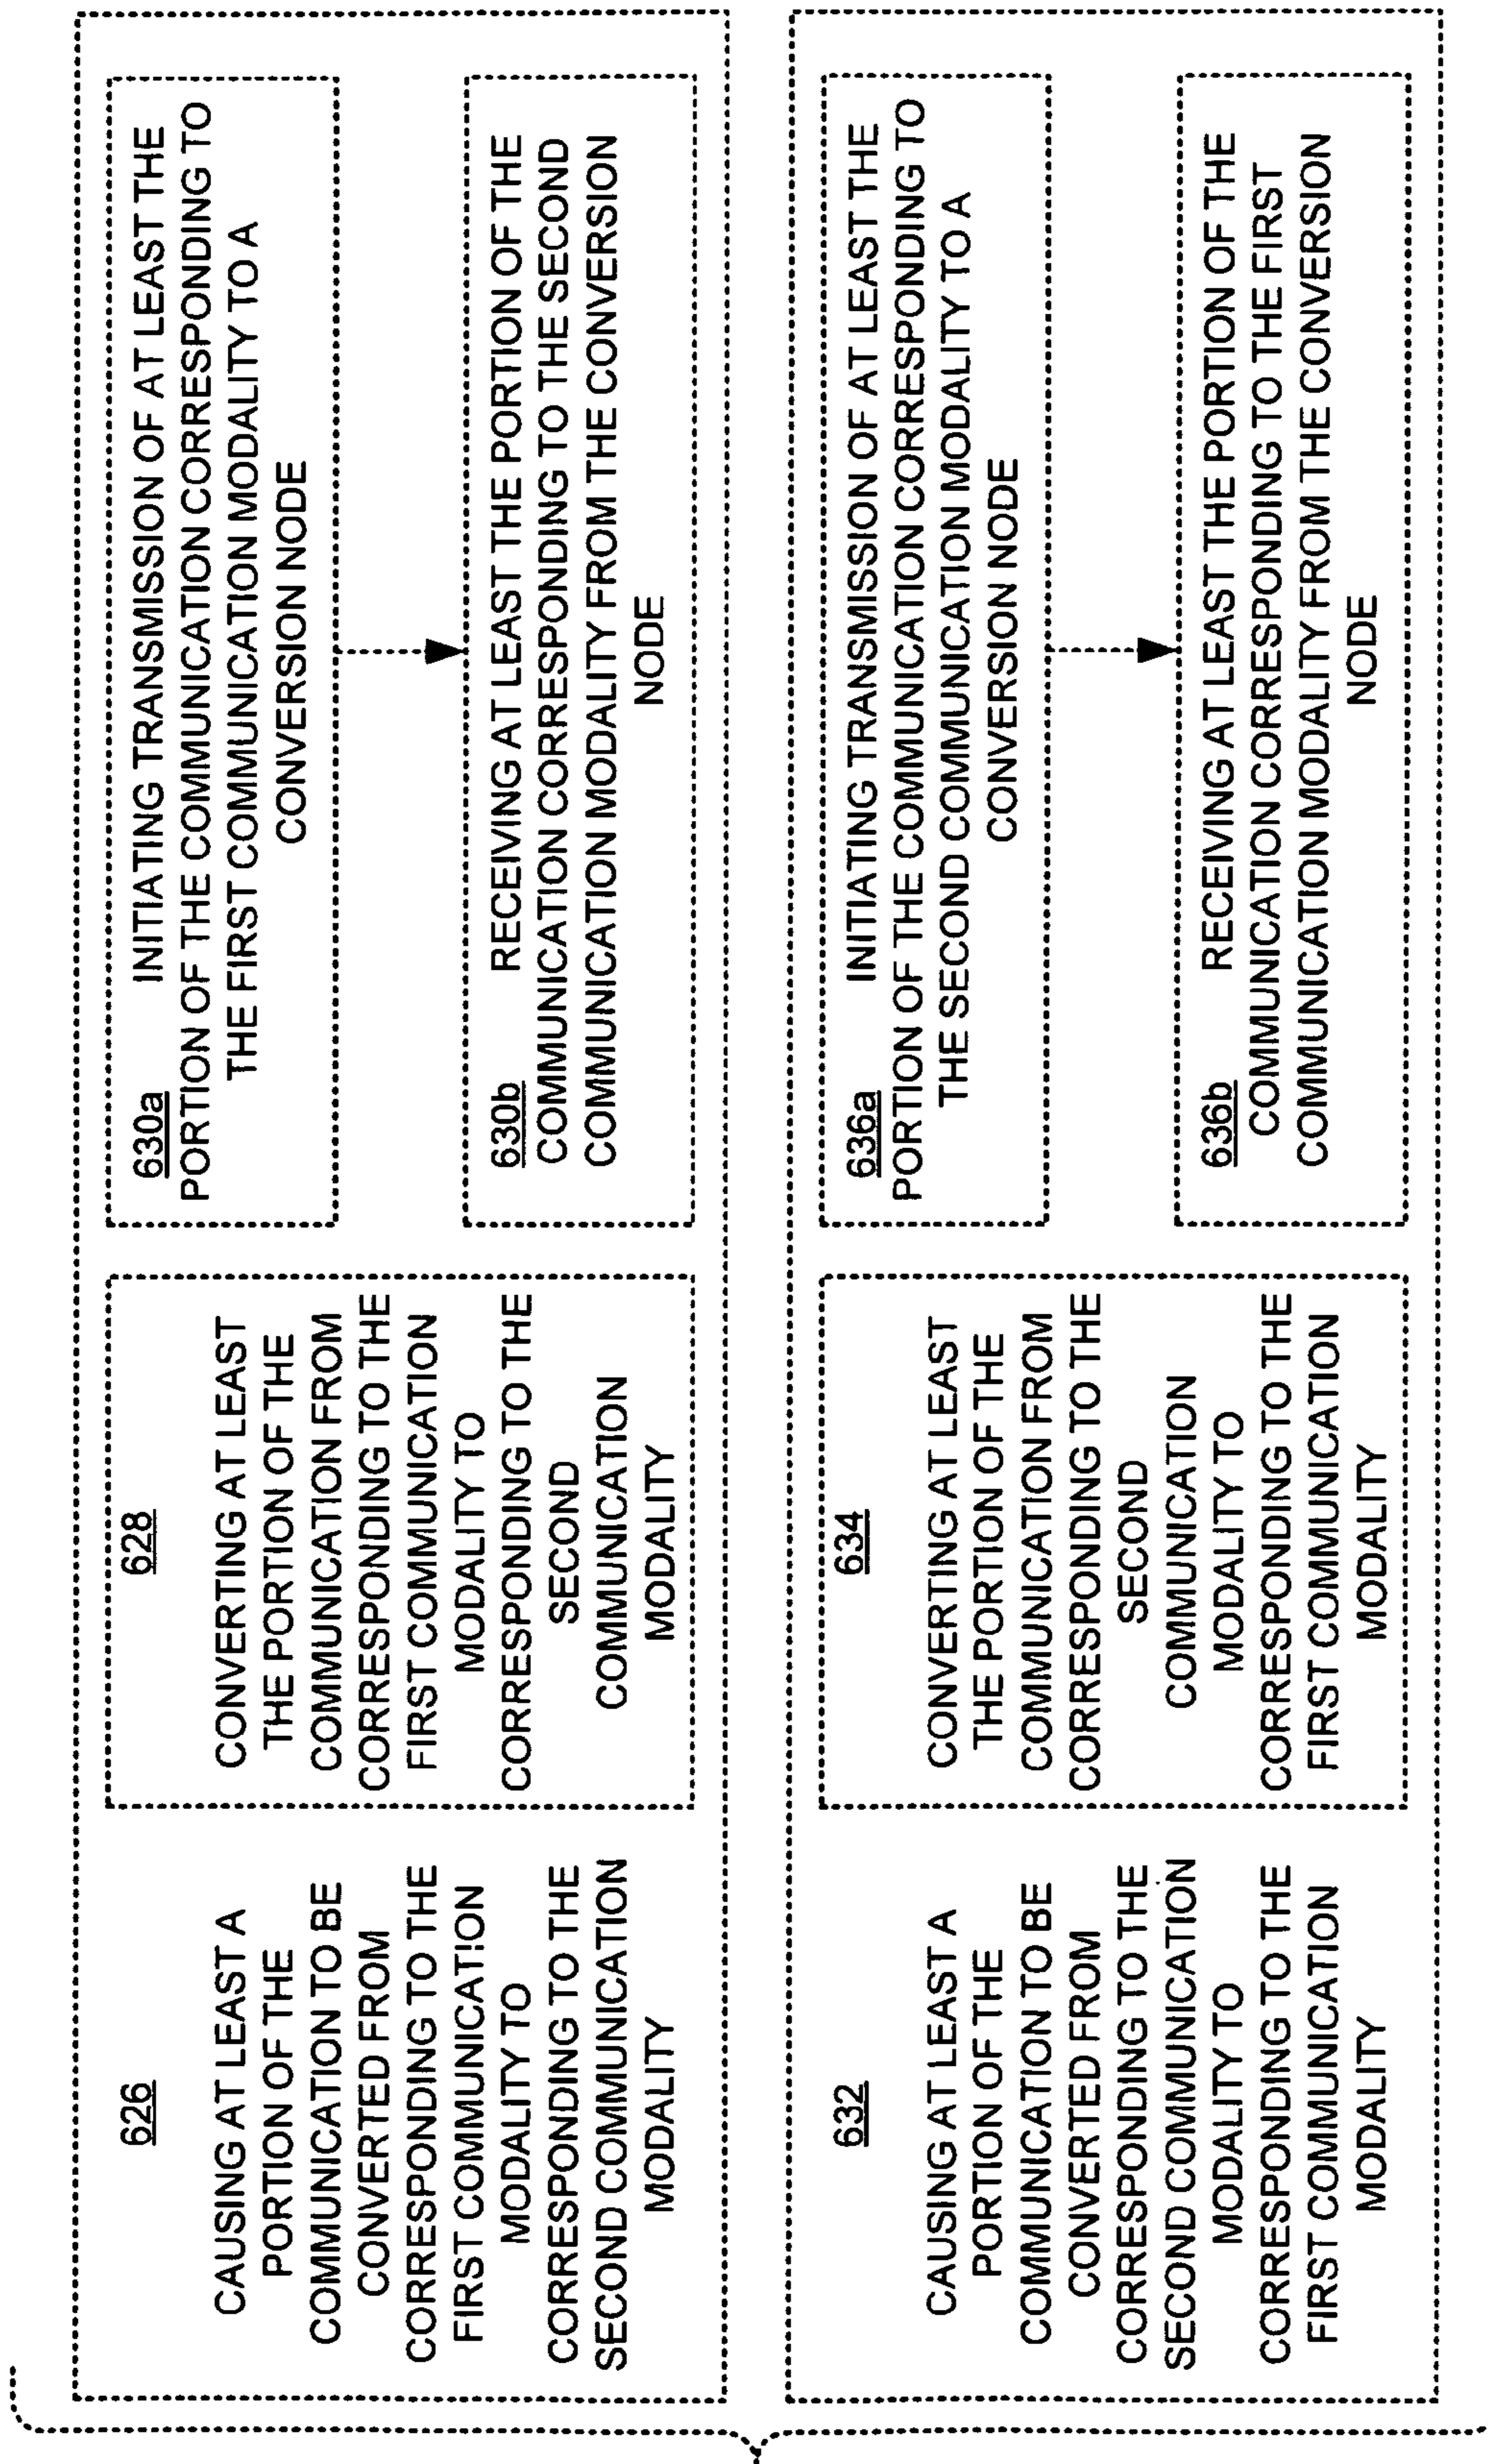 626
CAUSING AT LEAST A
PORTION OF THE
COMMUNICATION TO BE
CONVERTED FROM
CORRESPONDING TO THE
FIRST COMMUNICATION
MODALITY TO
CORRESPONDING TO THE
SECOND COMMUNICATION
MODALITY
628
CONVERTING AT LEAST
THE PORTION OF THE
COMMUNICATION FROM
CORRESPONDING TO THE
FIRST COMMUNICATION
MODALITY TO
CORRESPONDING TO THE
SECOND
COMMUNICATION
MODALITY
630a INITIATING TRANSMISSION OF AT LEAST THE
PORTION OF THE COMMUNICATION CORRESPONDING TO
THE FIRST COMMUNICATION MODALITY TO A
CONVERSION NODE
630b RECEIVING AT LEAST THE PORTION OF THE
COMMUNICATION CORRESPONDING TO THE SECOND
COMMUNICATION MODALITY FROM THE CONVERSION
NODE
632
CAUSING AT LEAST A
PORTION OF THE
COMMUNICATION TO BE
CONVERTED FROM
CORRESPONDING TO THE
SECOND COMMUNICATION
MODALITY TO
CORRESPONDING TO THE
FIRST COMMUNICATION
MODALITY
634
CONVERTING AT LEAST
THE PORTION OF THE
COMMUNICATION FROM
CORRESPONDING TO THE
SECOND
COMMUNICATION
MODALITY TO
CORRESPONDING TO THE
FIRST COMMUNICATION
MODALITY
636a INITIATING TRANSMISSION OF AT LEAST THE
PORTION OF THE COMMUNICATION CORRESPONDING TO
THE SECOND COMMUNICATION MODALITY TO A
CONVERSION NODE
636b RECEIVING AT LEAST THE PORTION OF THE
COMMUNICATION CORRESPONDING TO THE FIRST
COMMUNICATION MODALITY FROM THE CONVERSION
NODE